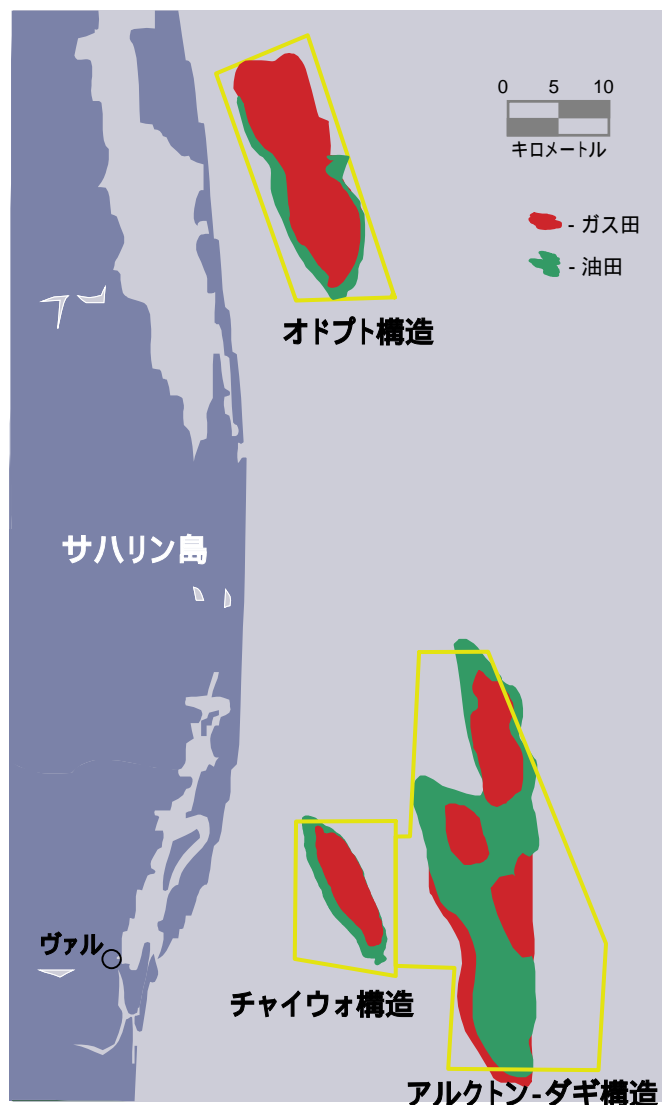 0 5 10
キロメートル
- ガス田
- 油田
オドプト構造
サハリン島
ヴァル
チャイウォ構造
アルクトン-ダギ構造